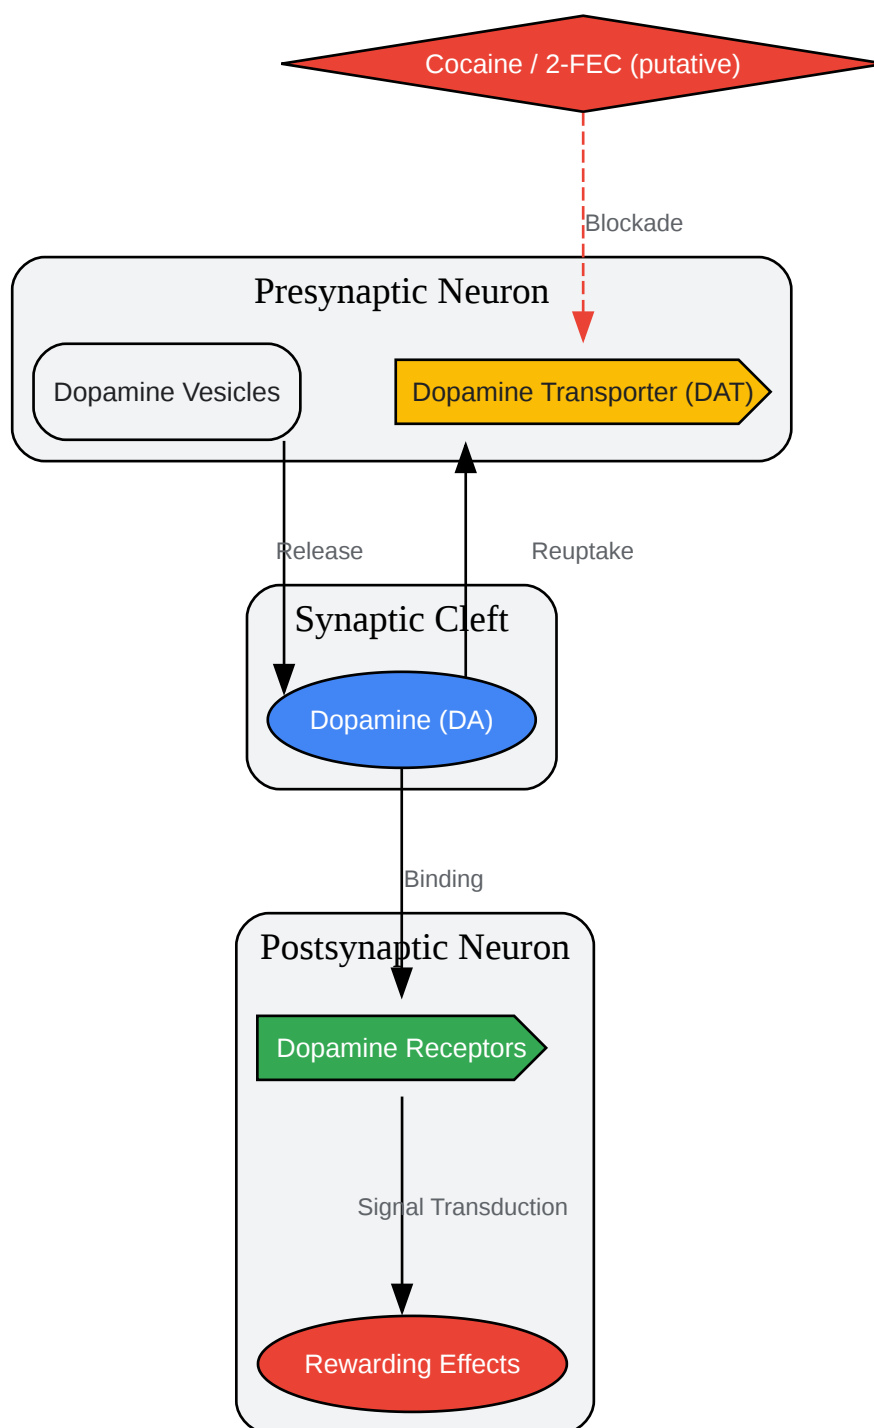 Cocaine / 2-FEC (putative)
Blockade
Presynaptic Neuron
Dopamine Vesicles
Dopamine Transporter (DAT)
Release
Reuptake
Synaptic Cleft
Dopamine (DA)
Binding
Postsynaptic Neuron
Dopamine Receptors
Signal Transduction
Rewarding Effects